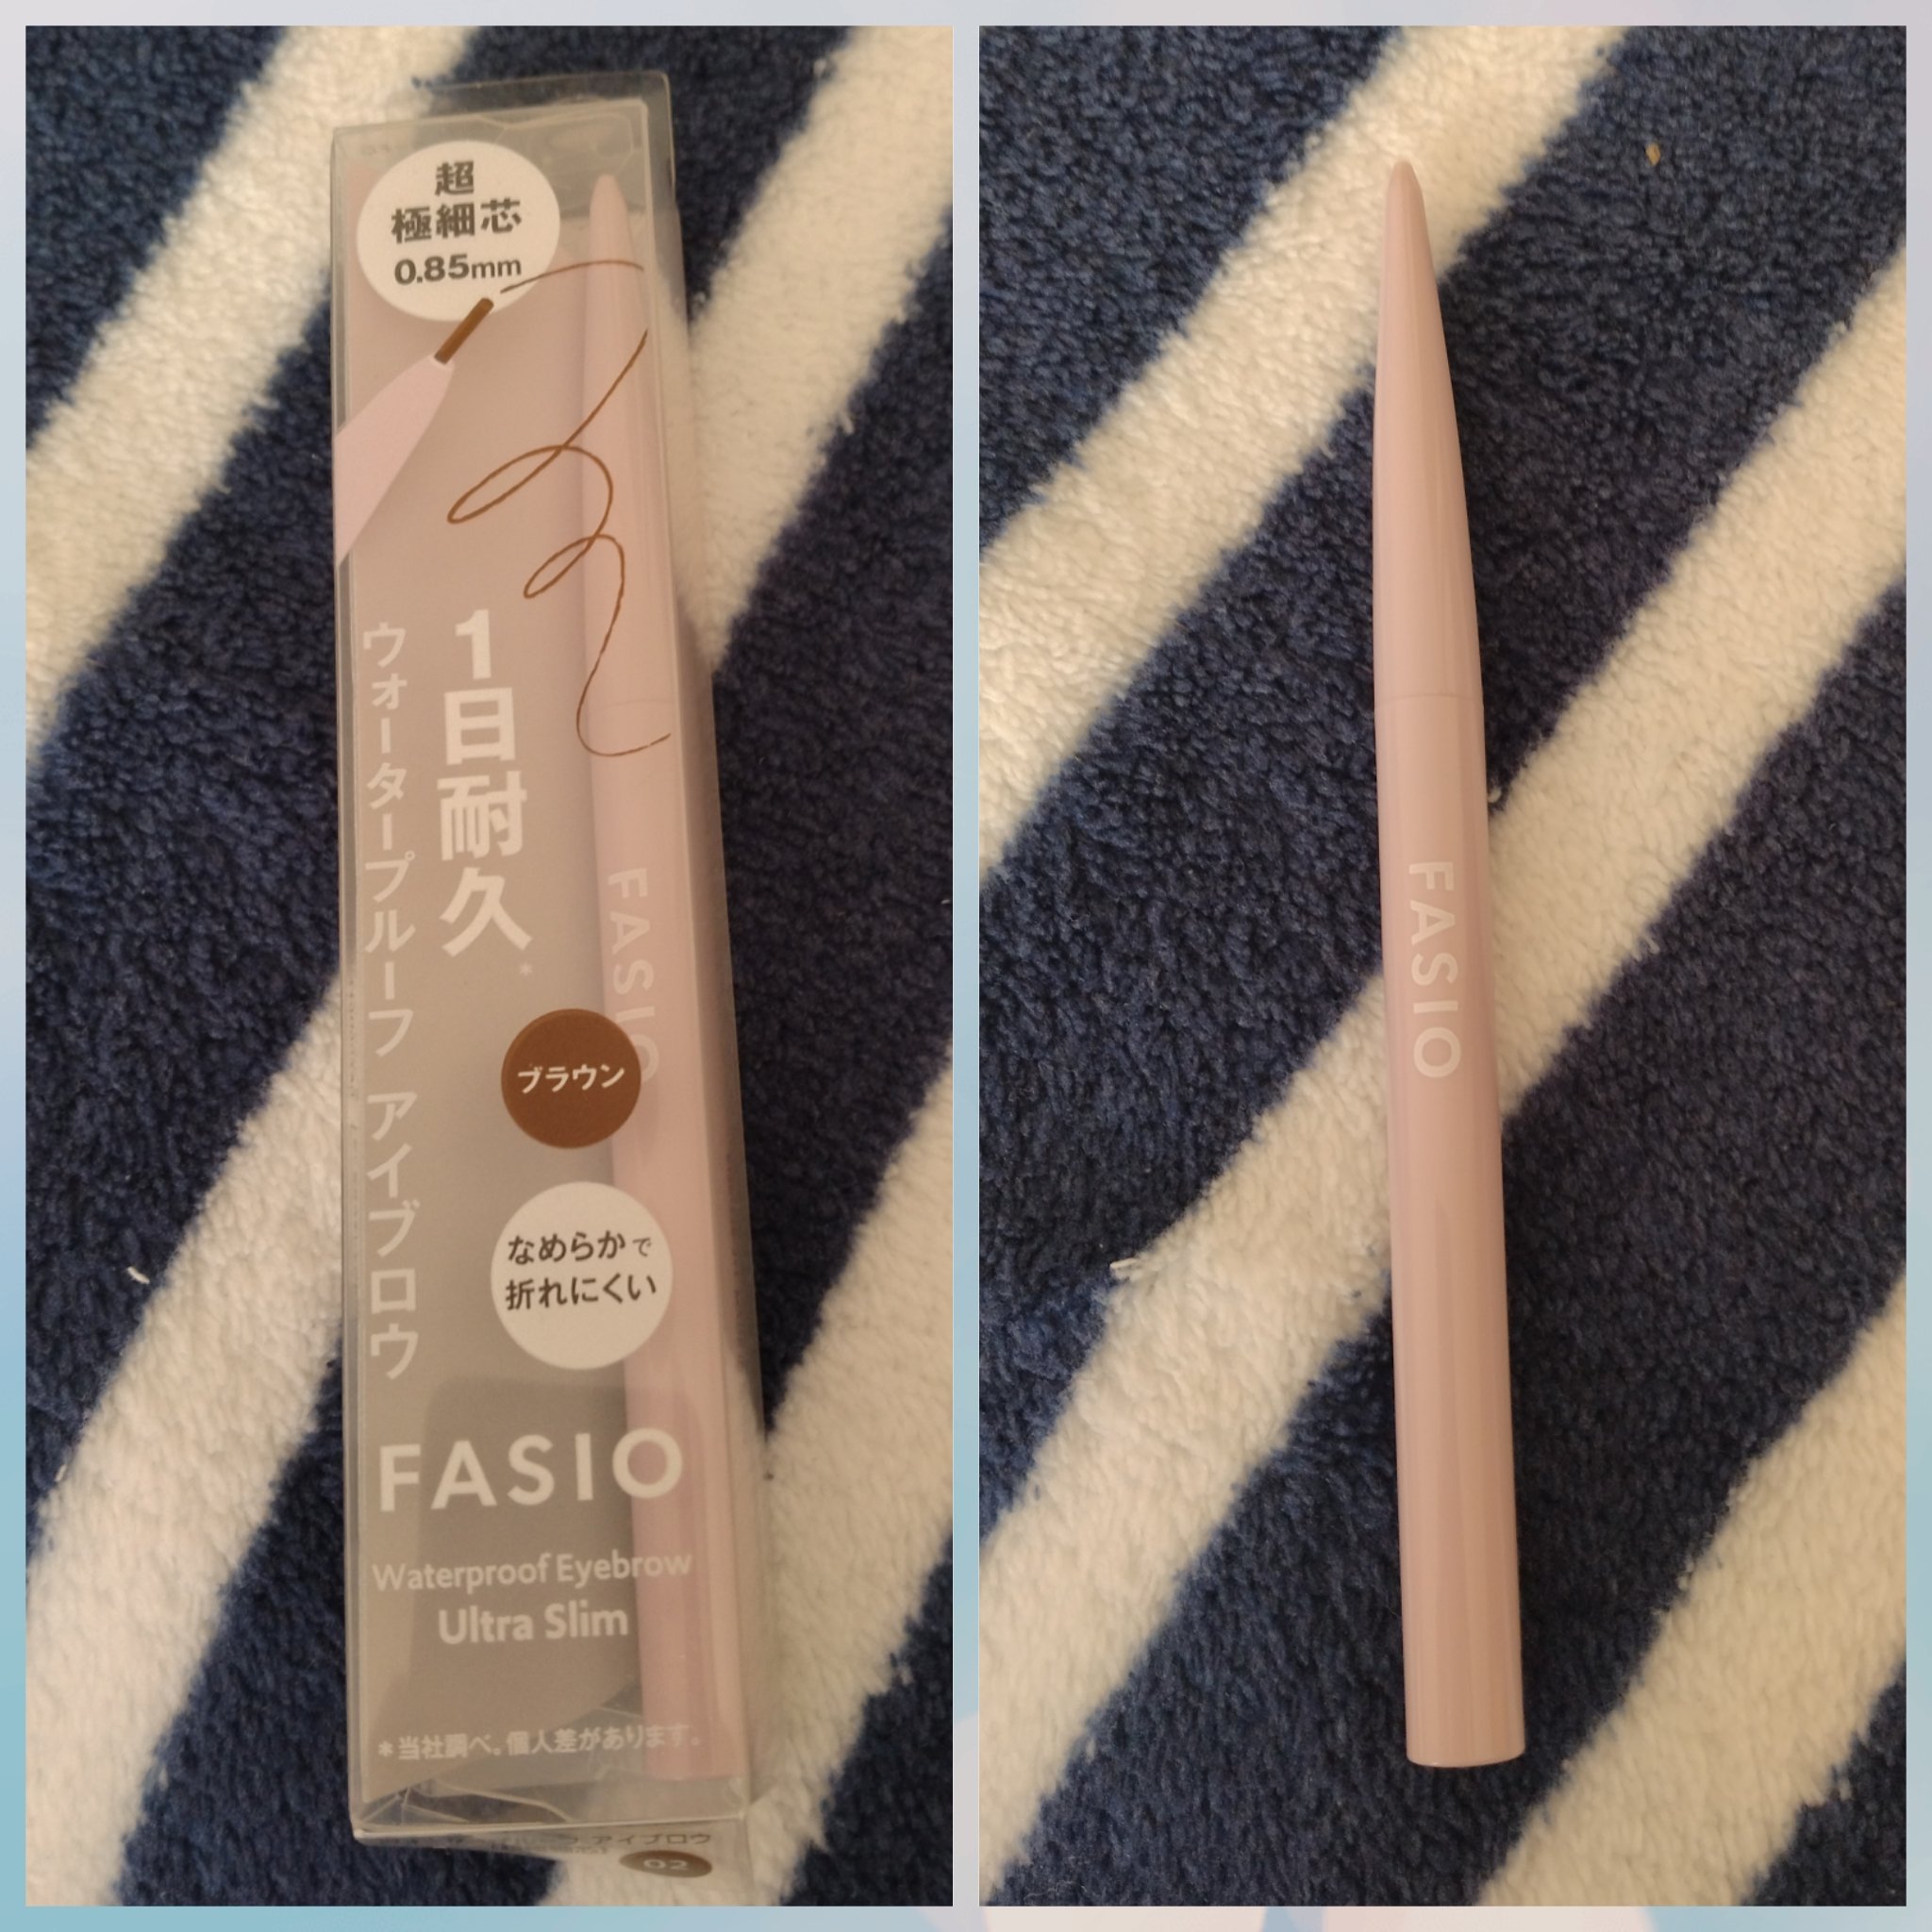 超
極細芯
0.85mm
1日耐久*
ウォータープルーフ アイブロウ
FASIO
ブラウン
なめらかで
折れにくい
FASIO
Waterproof Eyebrow
Ultra Slim
*当社調べ。個人差があります。
アイブロウ
02
FASIO